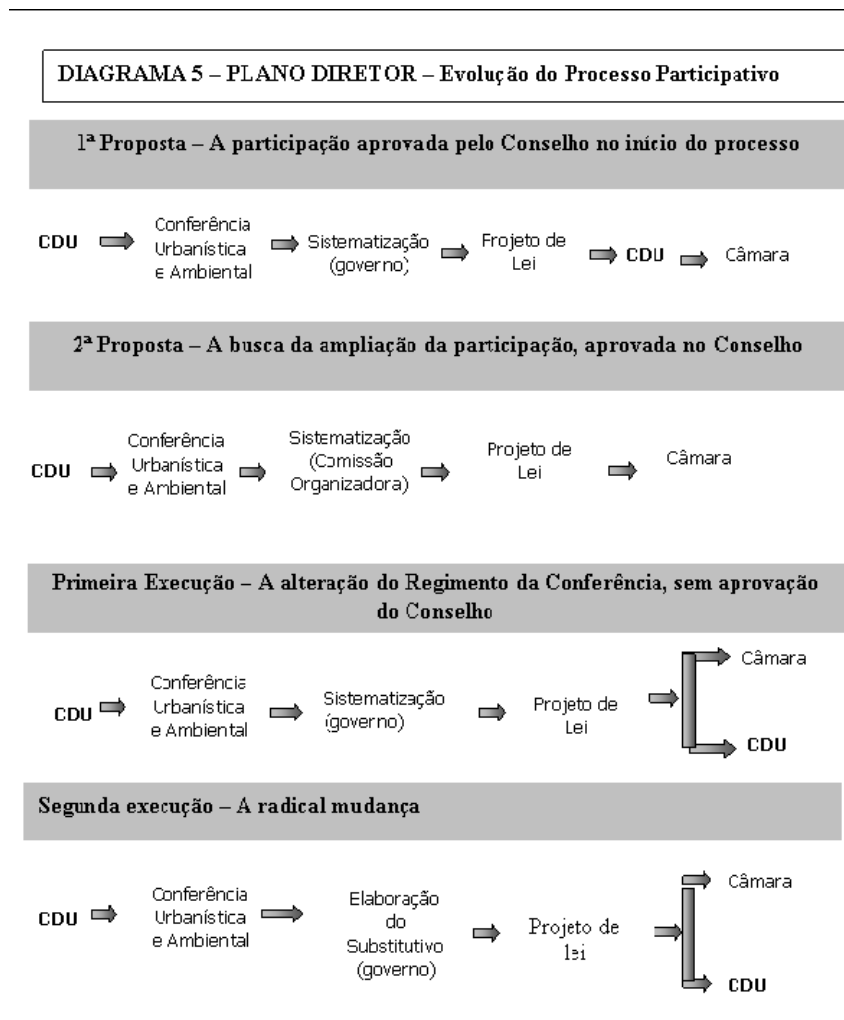 DIAGRAMA 5 – PLANO DIRETOR – Evolução do Processo Participativo
1ª Proposta – A participação aprovada pelo Conselho no início do processo
CDU
Conferência
Urbanística
e Ambiental
Sistematização
(governo)
Projeto de
Lei
CDU
Câmara
2ª Proposta – A busca da ampliação da participação, aprovada no Conselho
CDU
Conferência
Urbanística
e Ambiental
Sistematização
(Comissão
Organizadora)
Projeto de
Lei
Câmara
Primeira Execução – A alteração do Regimento da Conferência, sem aprovação
do Conselho
CDU
Conferência
Urbanística
e Ambiental
Sistematização
(governo)
Projeto de
Lei
Câmara
CDU
Segunda execução – A radical mudança
CDU
Conferência
Urbanística
e Ambiental
Elaboração
do
Substitutivo
(governo)
Projeto de
lei
Câmara
CDU